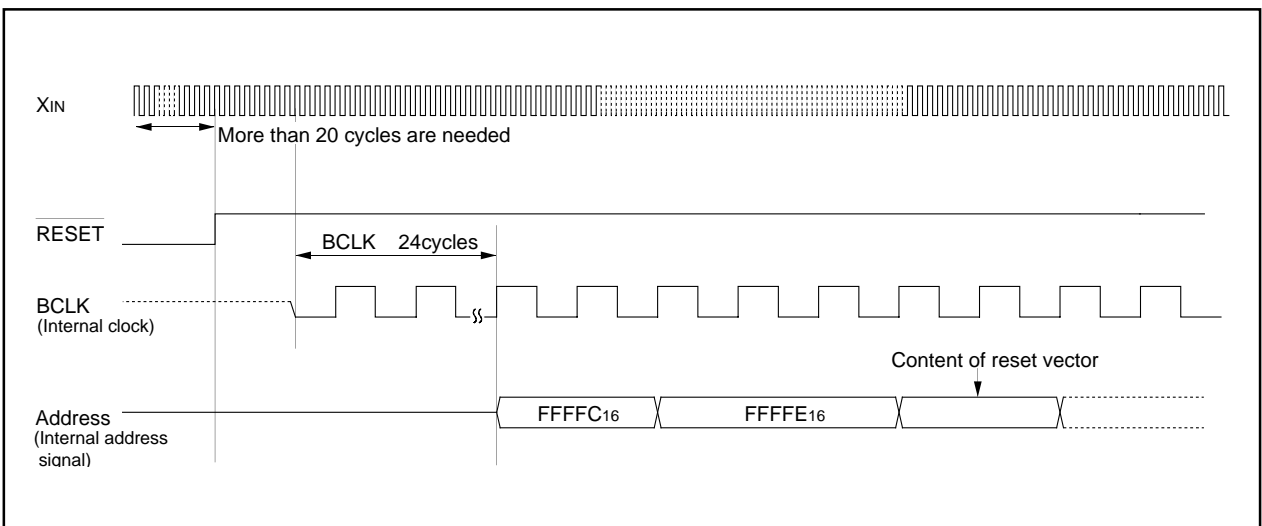 XIN
More than 20 cycles are needed
RESET
BCLK 24cycles
BCLK
(Internal clock)
Content of reset vector
Address
(Internal address
signal)
FFFFC16
FFFFE16